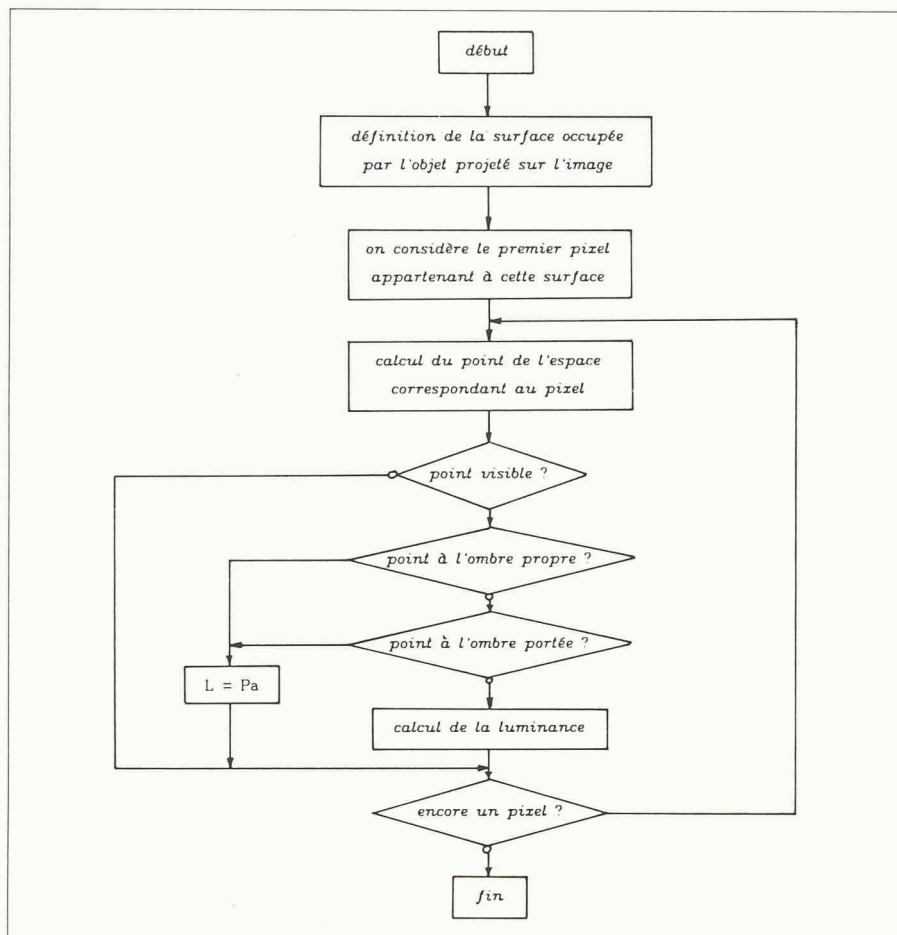 début
définition de la surface occupée
par l'objet projeté sur l'image
on considère le premier pixel
appartenant à cette surface
calcul du point de l'espace
correspondant au pixel
point visible ?
point à l'ombre propre ?
point à l'ombre portée ?
L = Pa
calcul de la luminance
encore un pixel ?
fin